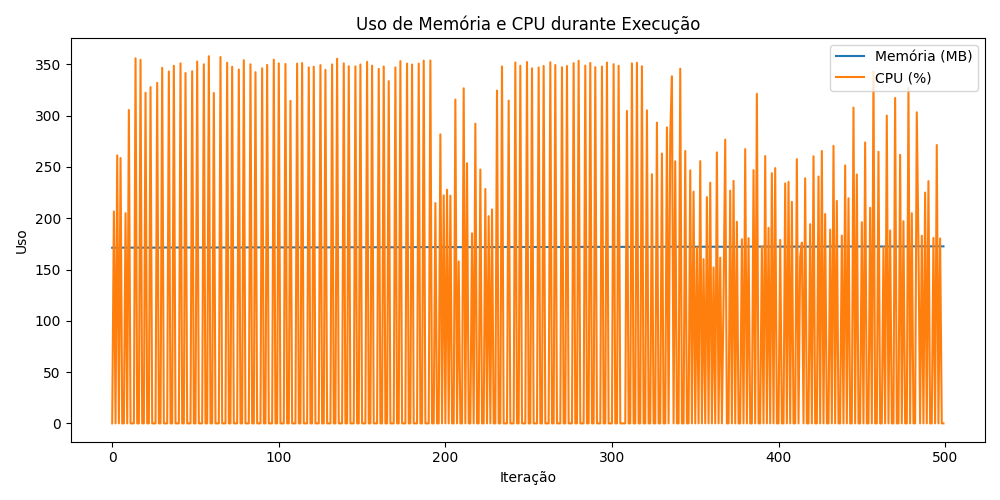 Uso de Memória e CPU durante Execução
Memória (MB)
CPU (%)
350
300
250
200
150
100
50
0
Uso
0 100 200 300 400 500
Iteração